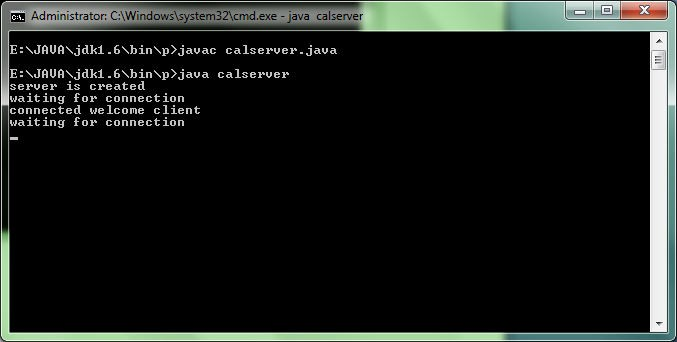 Administrator: C:\Windows\system32\cmd.exe - java  calserver
E:\JAVA\jdk1.6\bin\p>javac calserver.java
E:\JAVA\jdk1.6\bin\p>java calserver
server is created
waiting for connection
connected welcome client
waiting for connection